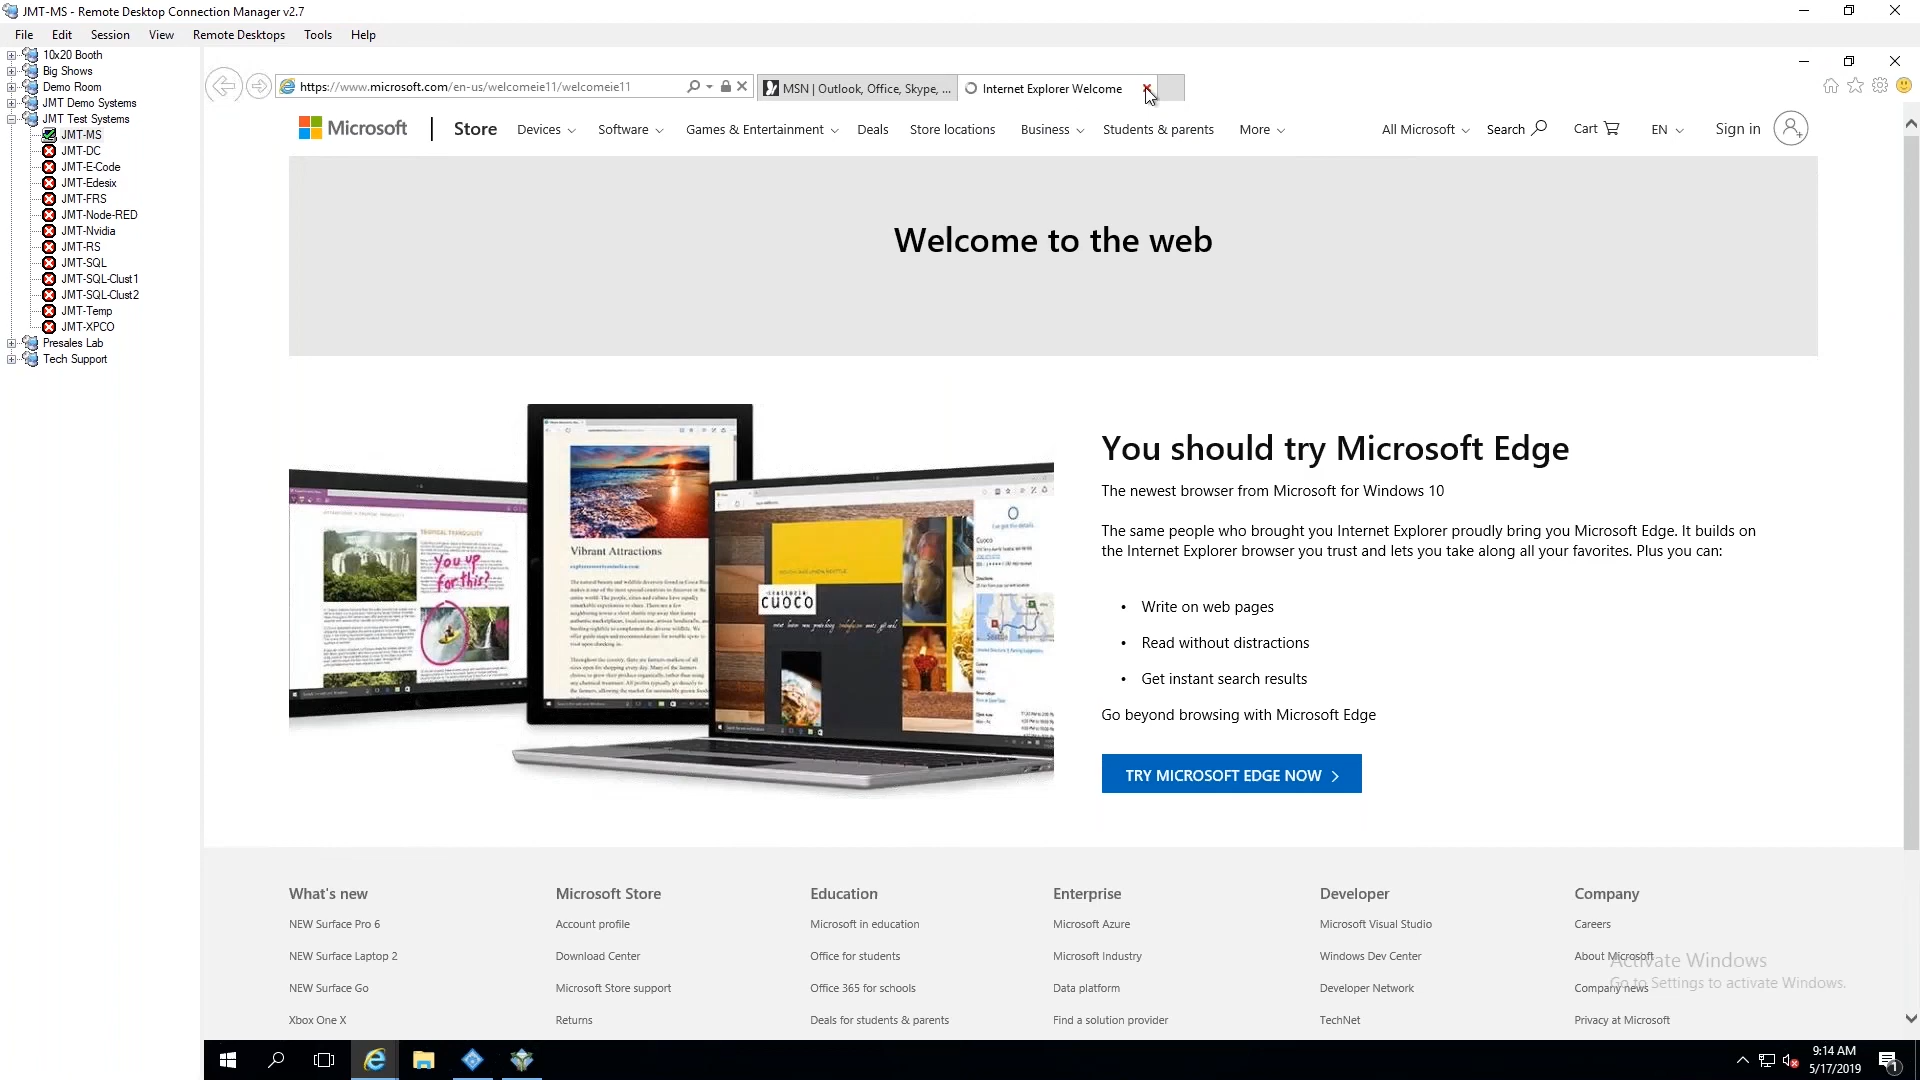 JMT-MS - Remote Desktop Connection Manager v2.7
File Edit Session View Remote Desktops Tools Help
10x20 Booth
Big Shows
Demo Room
JMT Demo Systems
JMT Test Systems
JMT-MS
JMT-DC
JMT-E-Code
JMT-Edesix
JMT-FRS
JMT-Node-RED
JMT-Nvidia
JMT-RS
JMT-SQL
JMT-SQL-Clust1
JMT-SQL-Clust2
JMT-Temp
JMT-XPCO
Presales Lab
Tech Support
https://www.microsoft.com/en-us/welcomeie11/welcomeie11
MSN | Outlook, Office, Skype, ...
Internet Explorer Welcome
Microsoft Store Devices Software Games & Entertainment Deals Store locations Business Students & parents More All Microsoft Search Cart EN Sign in
Welcome to the web
TROPICAL TRANQUILITY
you up
for this?
Vibrant Attractions
cuoco
Cuoco
Seattle
You should try Microsoft Edge
The newest browser from Microsoft for Windows 10
The same people who brought you Internet Explorer proudly bring you Microsoft Edge. It builds on
the Internet Explorer browser you trust and lets you take along all your favorites. Plus you can:
• Write on web pages
• Read without distractions
• Get instant search results
Go beyond browsing with Microsoft Edge
TRY MICROSOFT EDGE NOW >
What's new Microsoft Store Education Enterprise Developer Company
NEW Surface Pro 6 Account profile Microsoft in education Microsoft Azure Microsoft Visual Studio Careers
NEW Surface Laptop 2 Download Center Office for students Microsoft Industry Windows Dev Center About Microsoft
NEW Surface Go Microsoft Store support Office 365 for schools Data platform Developer Network Company news
Xbox One X Returns Deals for students & parents Find a solution provider TechNet Privacy at Microsoft
Activate Windows
Go to Settings to activate Windows.
9:14 AM
5/17/2019
1